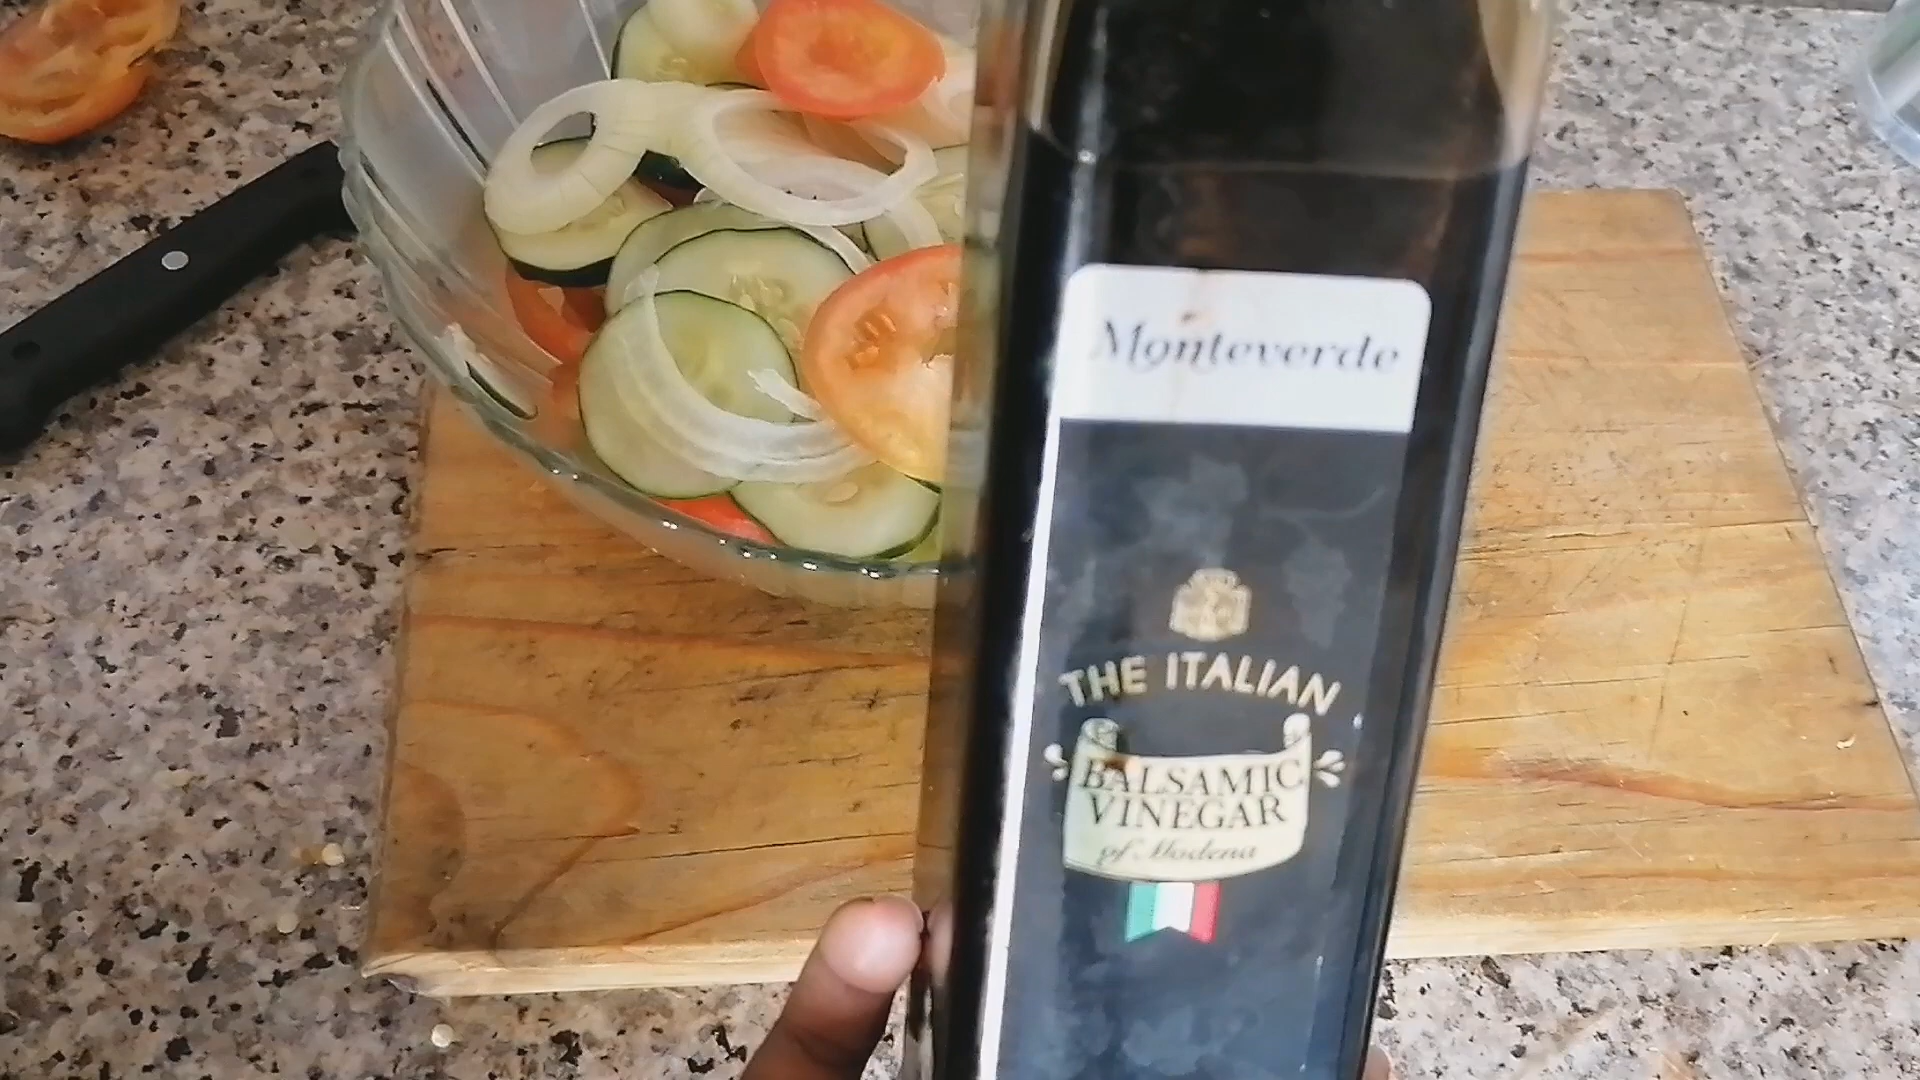 Monteverde
THE ITALIAN
BALSAMIC
VINEGAR
of Modena